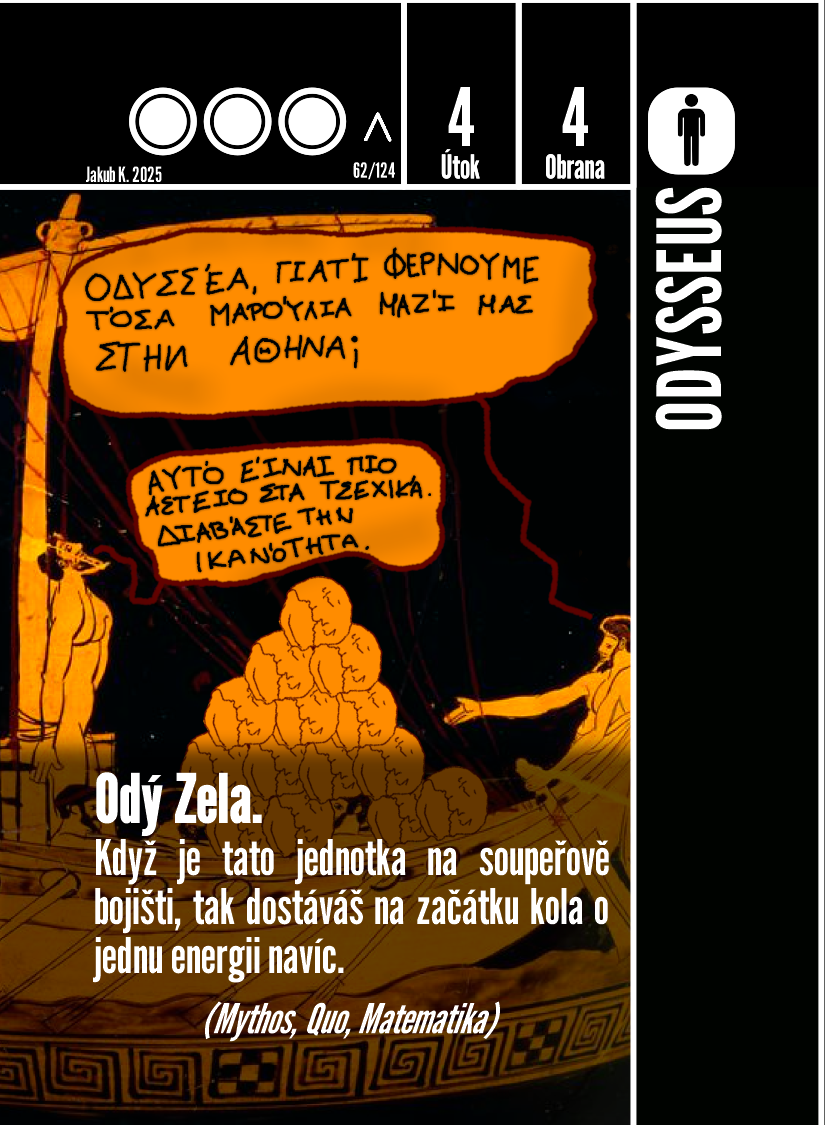 Jakub K. 2025
62/124
4
Útok
4
Obrana
ODYSSEUS
ΟΔΥΣΣΈΑ, ΓΙΑΤΊ ΦΕΡΝΟΥΜΕ
ΤΌΣΑ ΜΑΡΟΎΛΙΑ ΜΑΖΊ ΜΑΣ
ΣΤΗΝ ΑΘΗΝΑ;
ΑΥΤΌ ΕΊΝΑΙ ΠΙΟ
ΑΣΤΕΙΟ ΣΤΑ ΤΣΕΧΙΚΆ.
ΔΙΑΒΆΣΤΕ ΤΗΝ
ΙΚΑΝΌΤΗΤΑ.
Odý Zela.
Když je tato jednotka na soupeřově
bojišti, tak dostáváš na začátku kola o
jednu energii navíc.
(Mythos, Quo, Matematika)